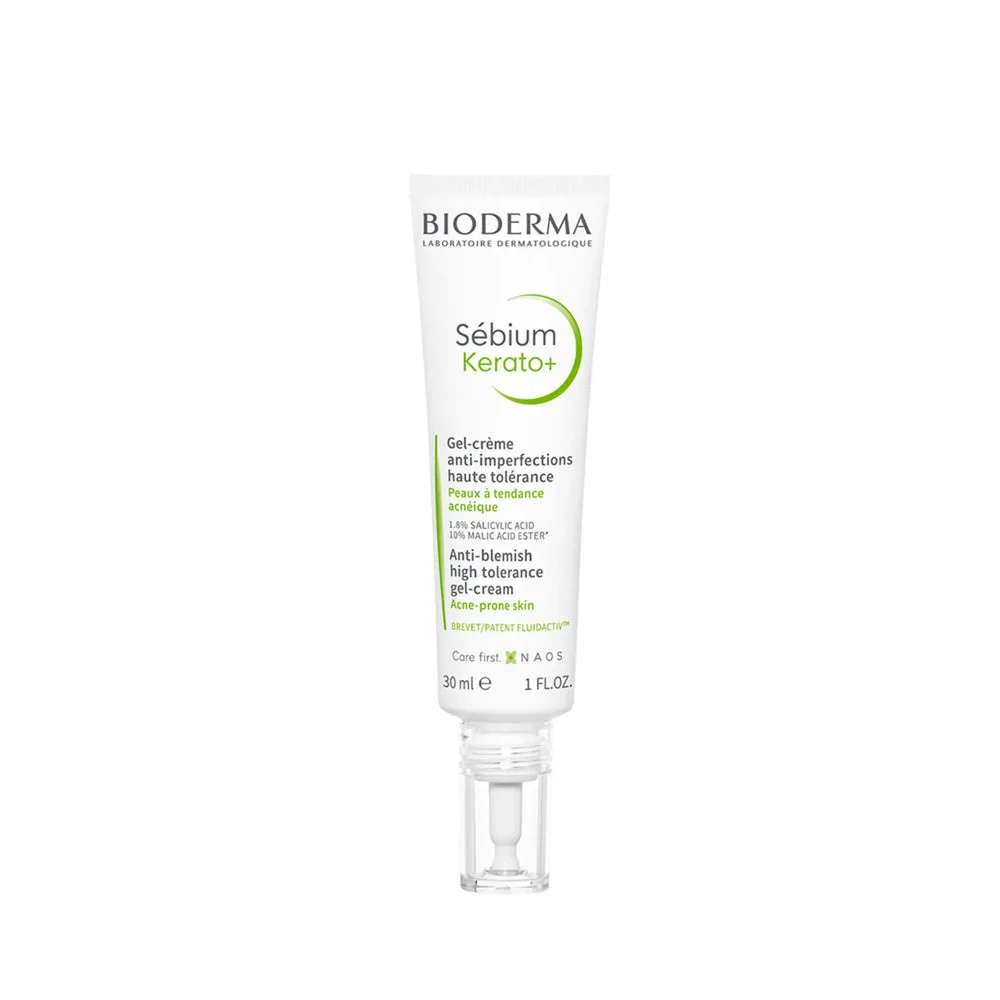 BIODERMA
LABORATOIRE DERMATOLOGIQUE
Sébium
Kerato+
Gel-crème
anti-imperfections
haute tolérance
Peaux à tendance
acnéique
1.8% SALICYLIC ACID
10% MALIC ACID ESTER*
Anti-blemish
high tolerance
gel-cream
Acne-prone skin
BREVET/PATENT FLUIDACTIV™
Care first. NAOS
30 ml ℮ 1 FL.OZ.